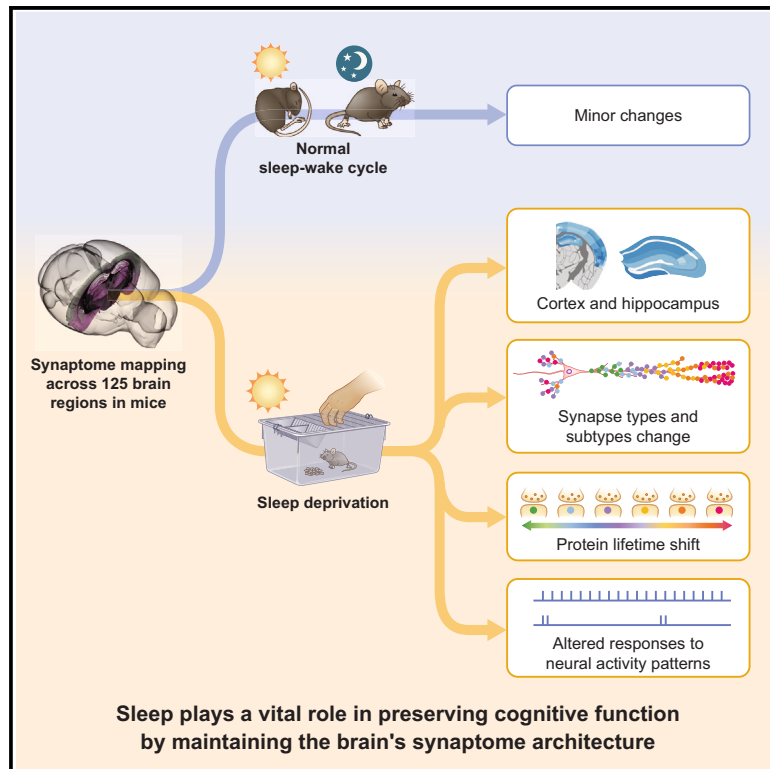 Normal
sleep-wake cycle
Minor changes
Synaptome mapping
across 125 brain
regions in mice
Sleep deprivation
Cortex and hippocampus
Synapse types and
subtypes change
Protein lifetime shift
Altered responses to
neural activity patterns
Sleep plays a vital role in preserving cognitive function
by maintaining the brain's synaptome architecture